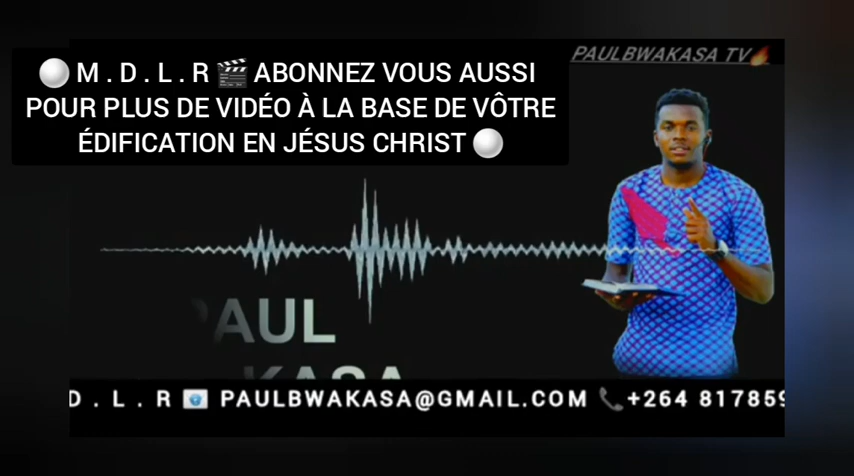 PAULBWAKASA TV🔥
⚪ M . D . L . R 🎬 ABONNEZ VOUS AUSSI
POUR PLUS DE VIDÉO À LA BASE DE VÔTRE
ÉDIFICATION EN JÉSUS CHRIST ⚪
PAUL
KASA
D . L . R 📧 PAULBWAKASA@GMAIL.COM 📞+264 817859